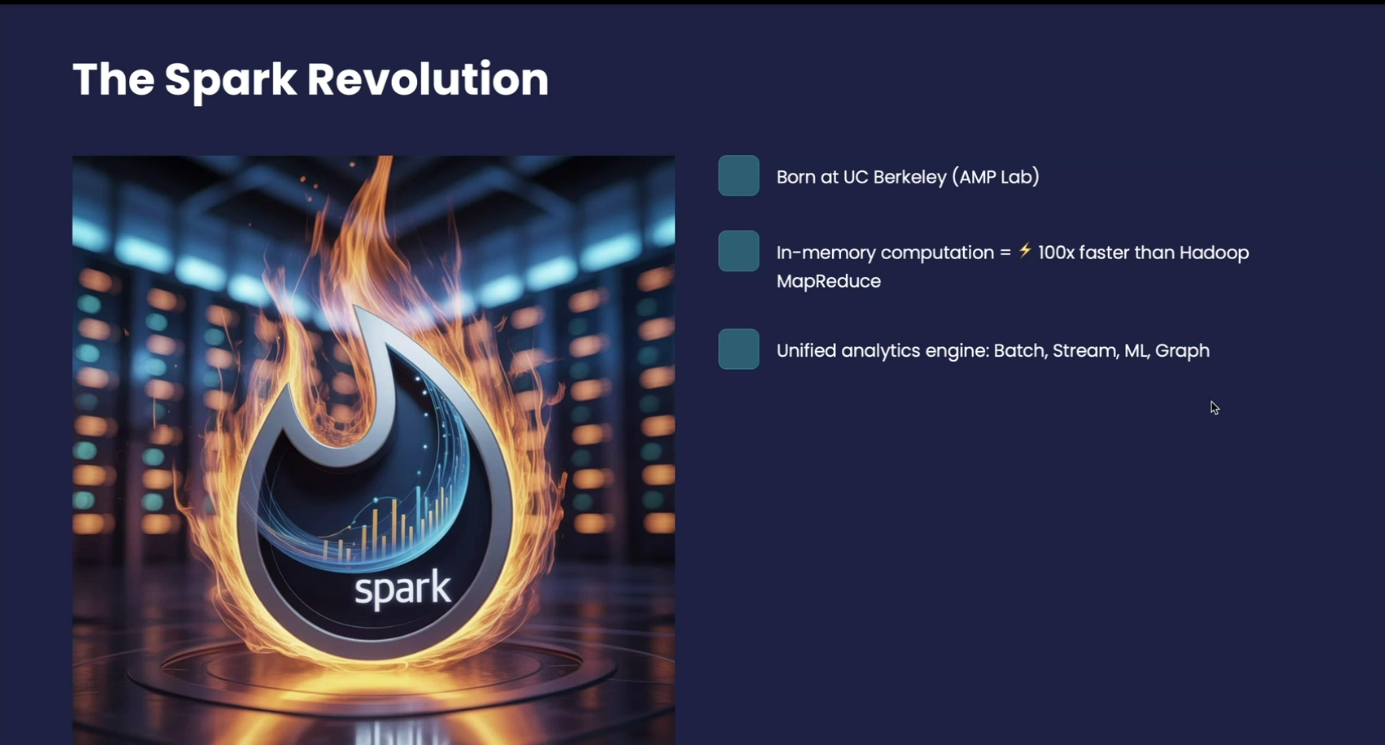 The Spark Revolution
Born at UC Berkeley (AMP Lab)
In-memory computation = ⚡ 100x faster than Hadoop
MapReduce
Unified analytics engine: Batch, Stream, ML, Graph
spark